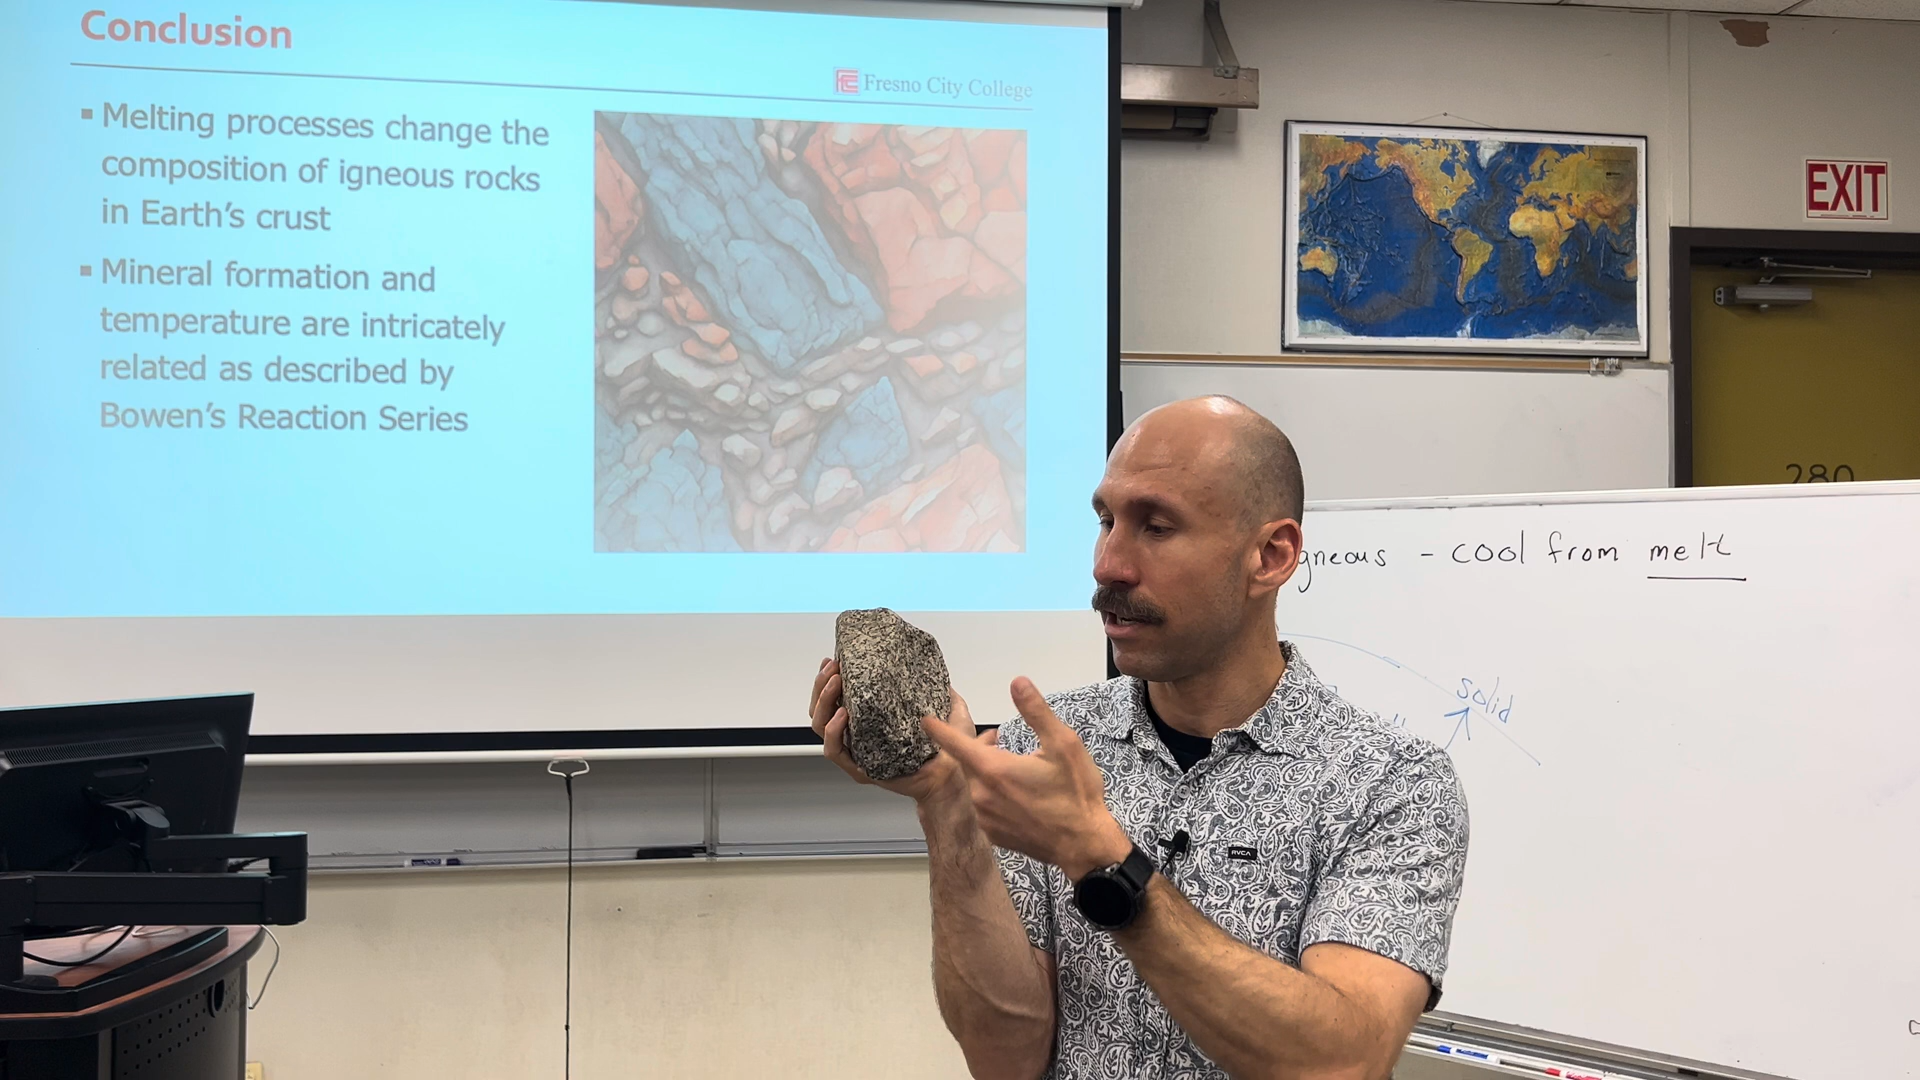 Conclusion
Fresno City College
▪ Melting processes change the
composition of igneous rocks
in Earth's crust
▪ Mineral formation and
temperature are intricately
related as described by
Bowen's Reaction Series
EXIT
280
gneous - cool from melt
solid
RVCA